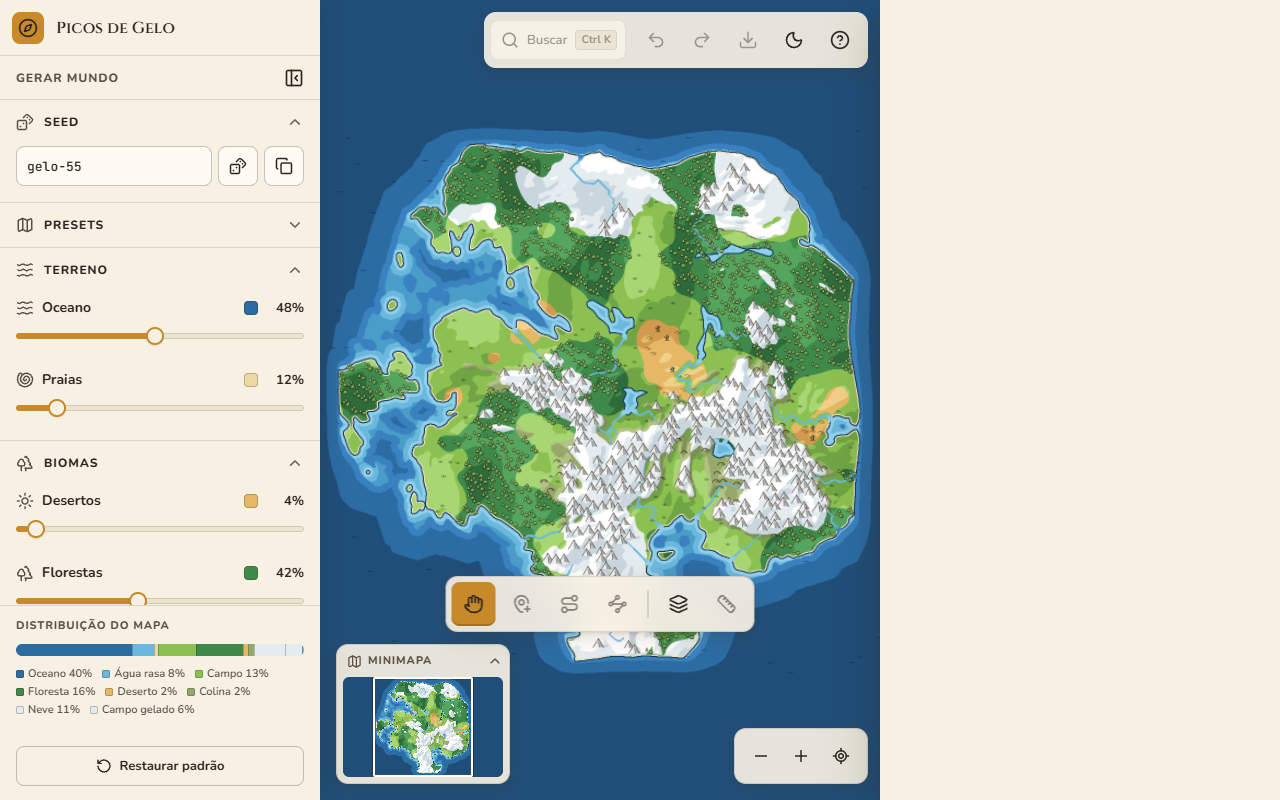 Picos de Gelo
GERAR MUNDO
SEED
gelo-55
PRESETS
TERRENO
Oceano 48%
Praias 12%
BIOMAS
Desertos 4%
Florestas 42%
DISTRIBUIÇÃO DO MAPA
Oceano 40% Água rasa 8% Campo 13%
Floresta 16% Deserto 2% Colina 2%
Neve 11% Campo gelado 6%
Restaurar padrão
Buscar Ctrl K
MINIMAPA